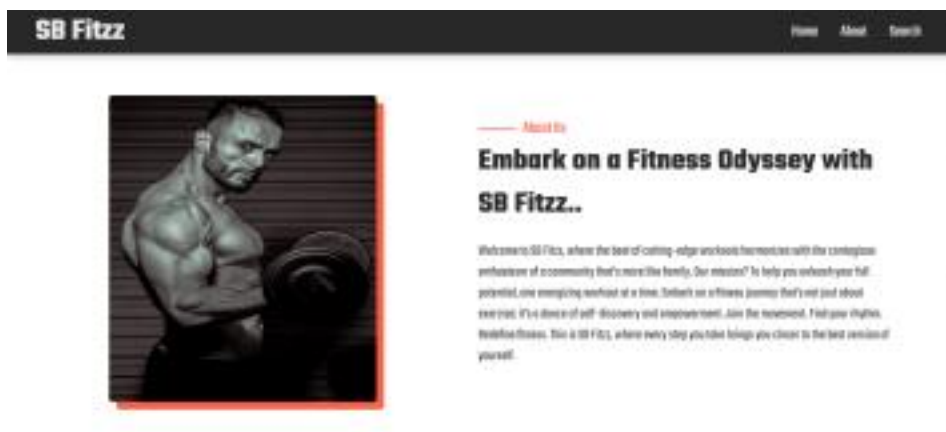 SB Fitzz
Home About Search
About Us
Embark on a Fitness Odyssey with
SB Fitzz..
Welcome to SB Fitzz, where the best of cutting-edge workouts harmonizes with the contagious
enthusiasm of a community that's more like family. Our mission? To help you unleash your full
potential, one energizing workout at a time. Embark on a fitness journey that's not just about
exercise; it's a dance of self-discovery and empowerment. Join the movement. Find your rhythm.
Redefine fitness. This is SB Fitzz, where every step you take brings you closer to the best version of
yourself.